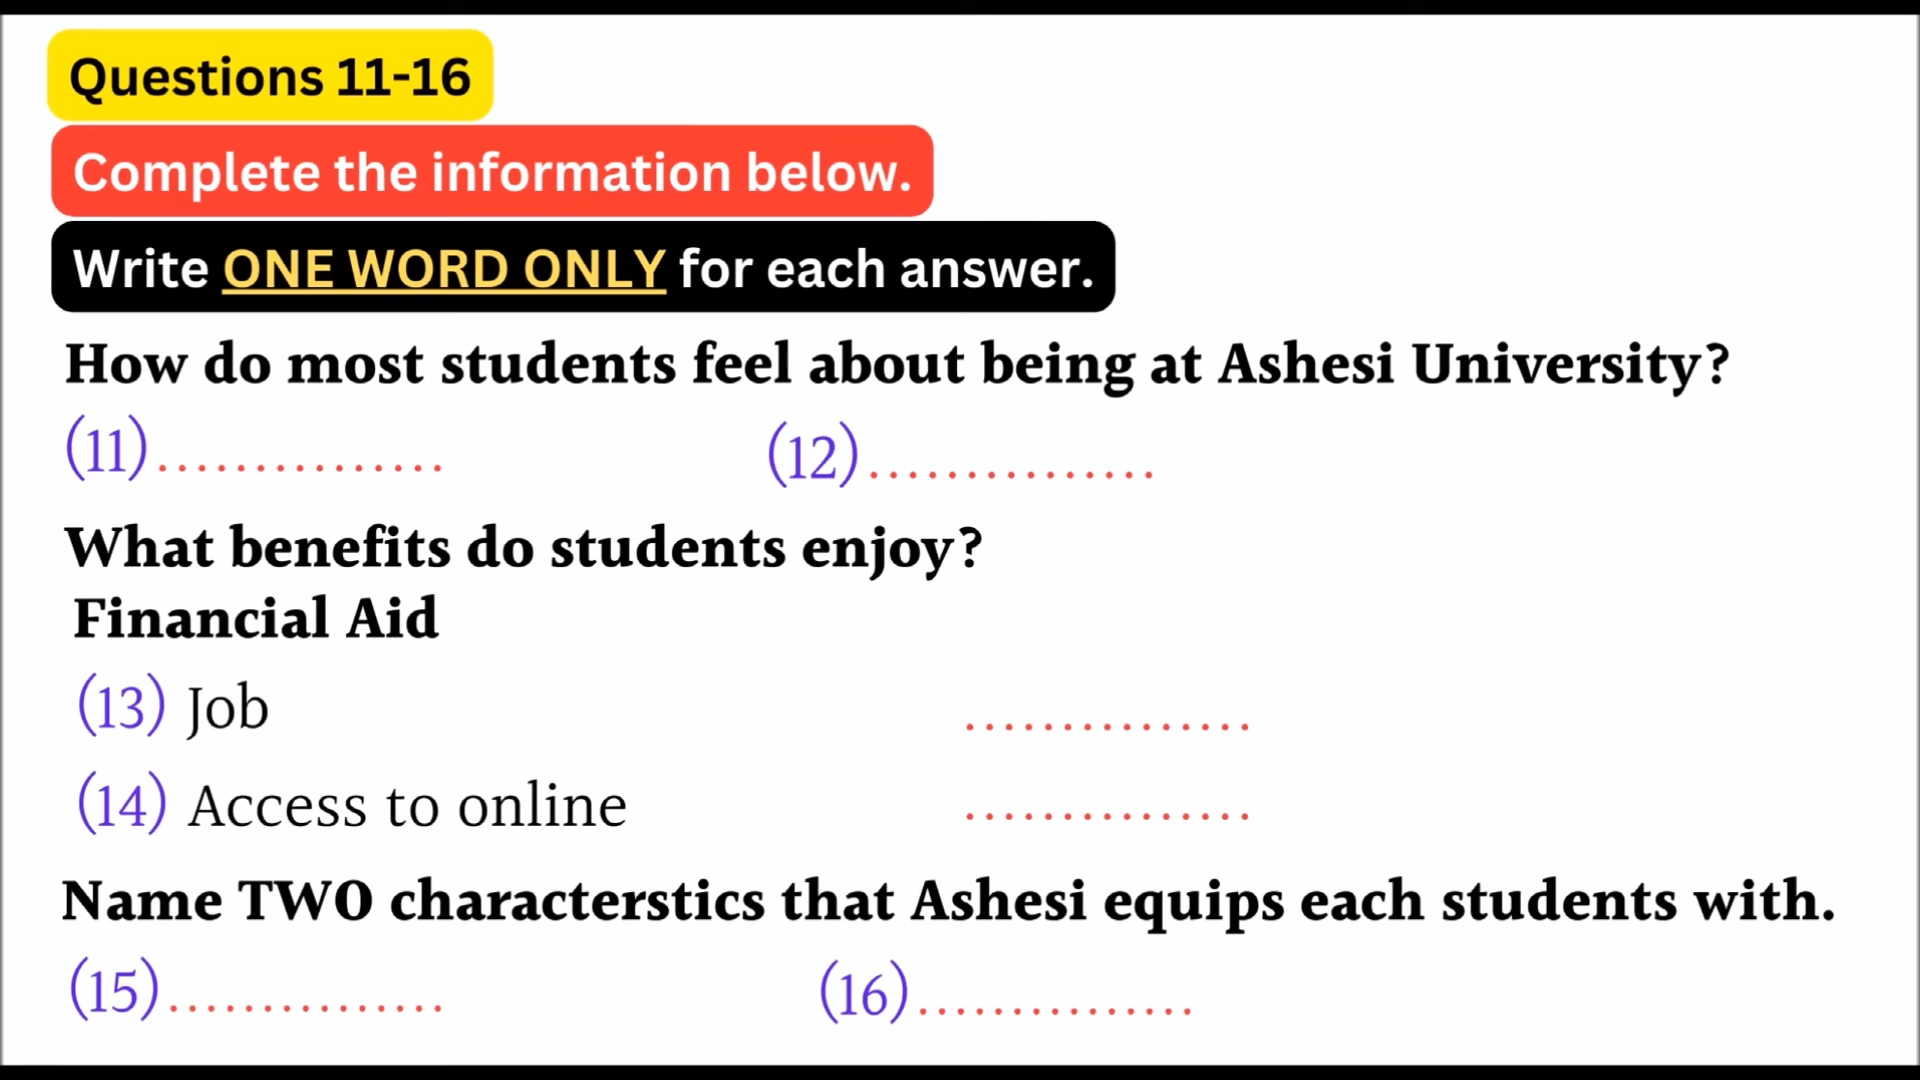 Questions 11-16
Complete the information below.
Write ONE WORD ONLY for each answer.
How do most students feel about being at Ashesi University?
(11)............... (12)...............
What benefits do students enjoy?
Financial Aid
(13) Job ...............
(14) Access to online ...............
Name TWO characterstics that Ashesi equips each students with.
(15)............... (16)...............